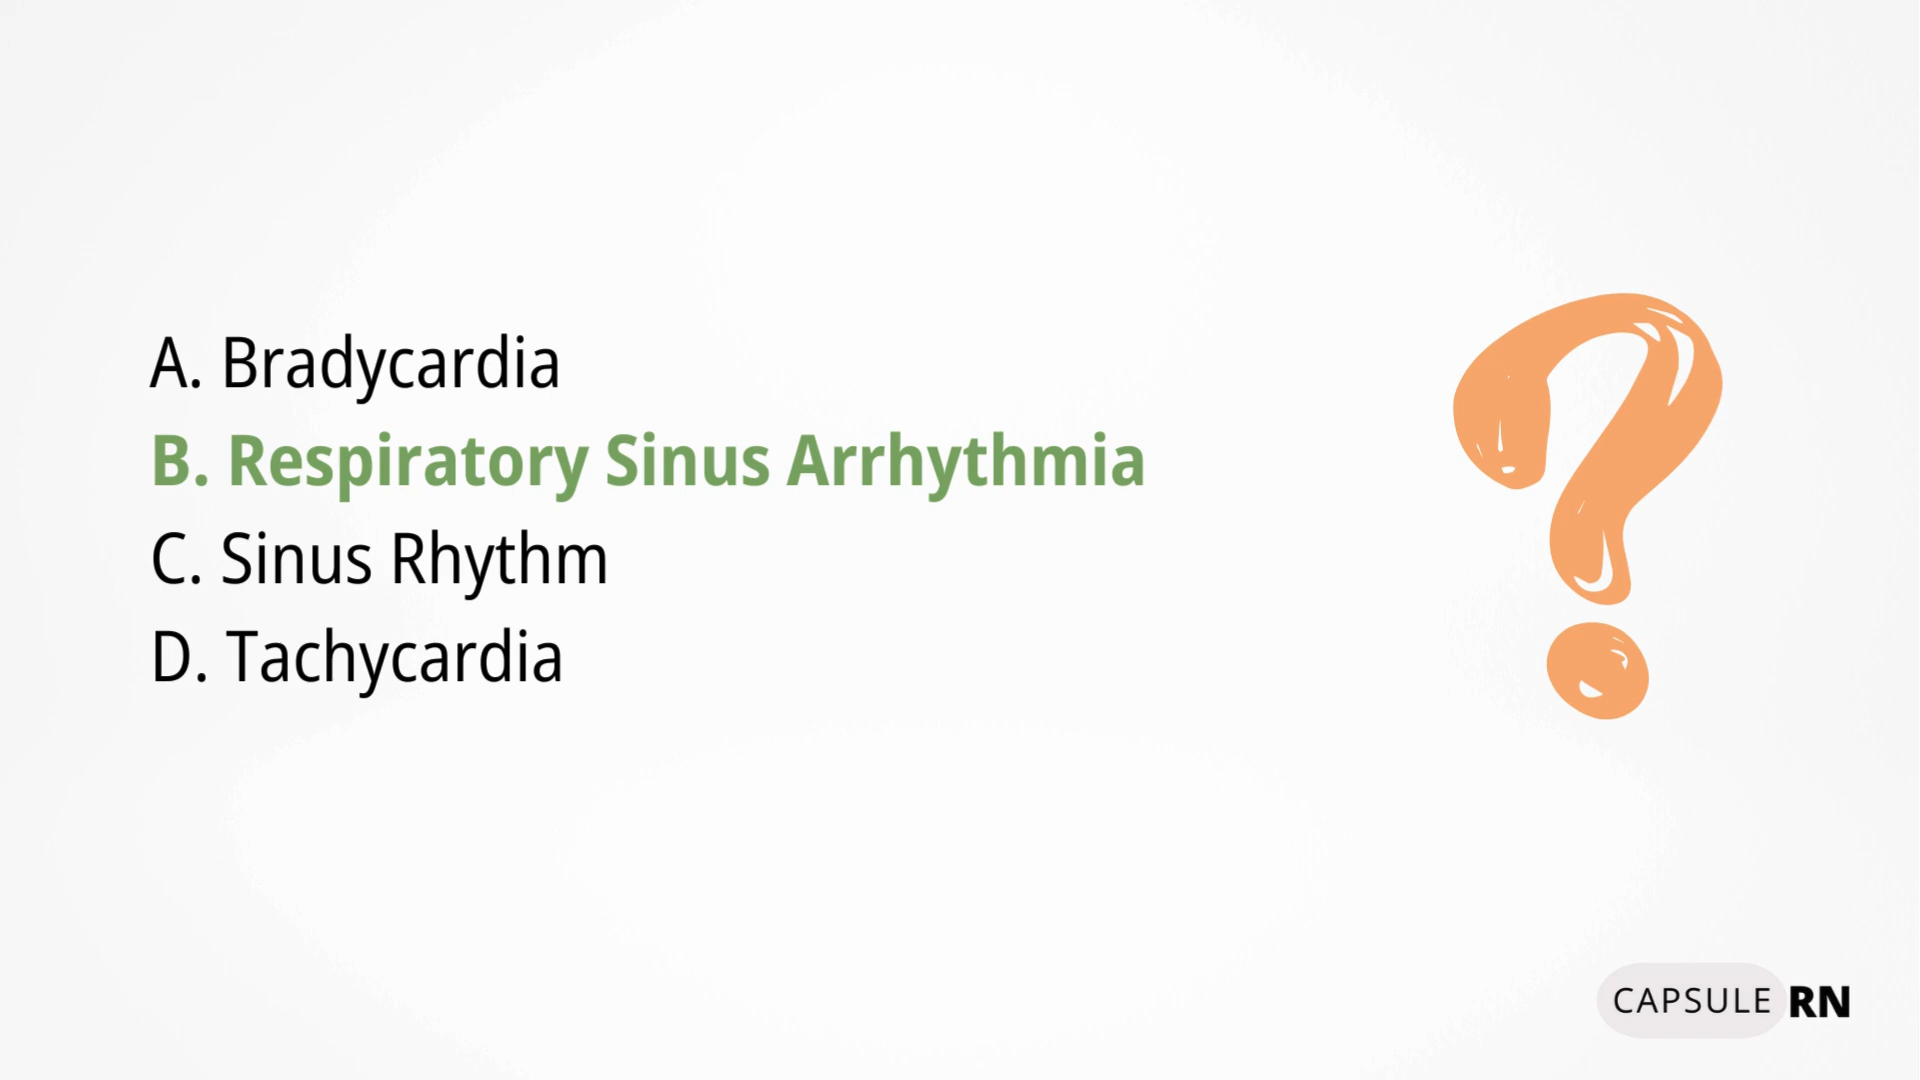 A. Bradycardia
B. Respiratory Sinus Arrhythmia
C. Sinus Rhythm
D. Tachycardia
CAPSULE RN